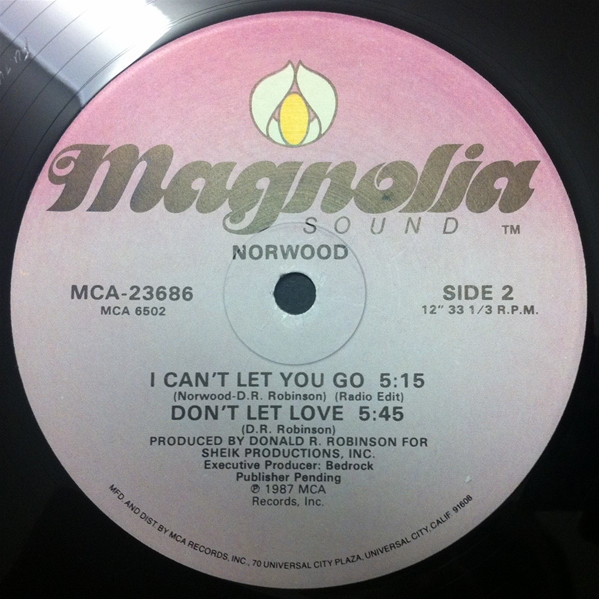 Magnolia
SOUND ™
NORWOOD
MCA-23686
MCA 6502
SIDE 2
12" 33 1/3 R.P.M.
I CAN'T LET YOU GO 5:15
(Norwood-D.R. Robinson) (Radio Edit)
DON'T LET LOVE 5:45
(D.R. Robinson)
PRODUCED BY DONALD R. ROBINSON FOR
SHEIK PRODUCTIONS, INC.
Executive Producer: Bedrock
Publisher Pending
℗ 1987 MCA
Records, Inc.
MFD. AND DIST. BY MCA RECORDS, INC., 70 UNIVERSAL CITY PLAZA, UNIVERSAL CITY, CALIF. 91608